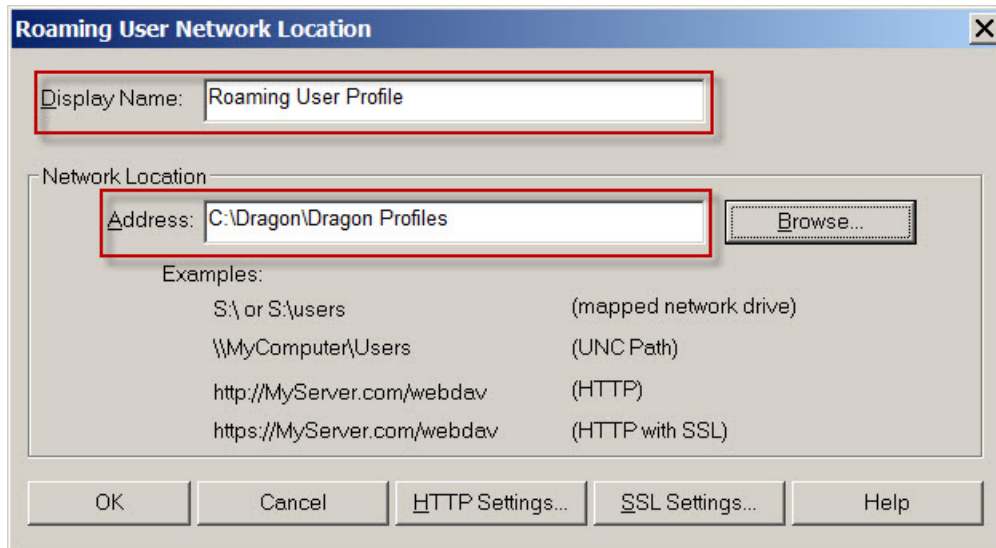 Roaming User Network Location
Display Name: Roaming User Profile
Network Location
Address: C:\Dragon\Dragon Profiles Browse...
Examples:
S:\ or S:\users (mapped network drive)
\\MyComputer\Users (UNC Path)
http://MyServer.com/webdav (HTTP)
https://MyServer.com/webdav (HTTP with SSL)
OK Cancel HTTP Settings... SSL Settings... Help